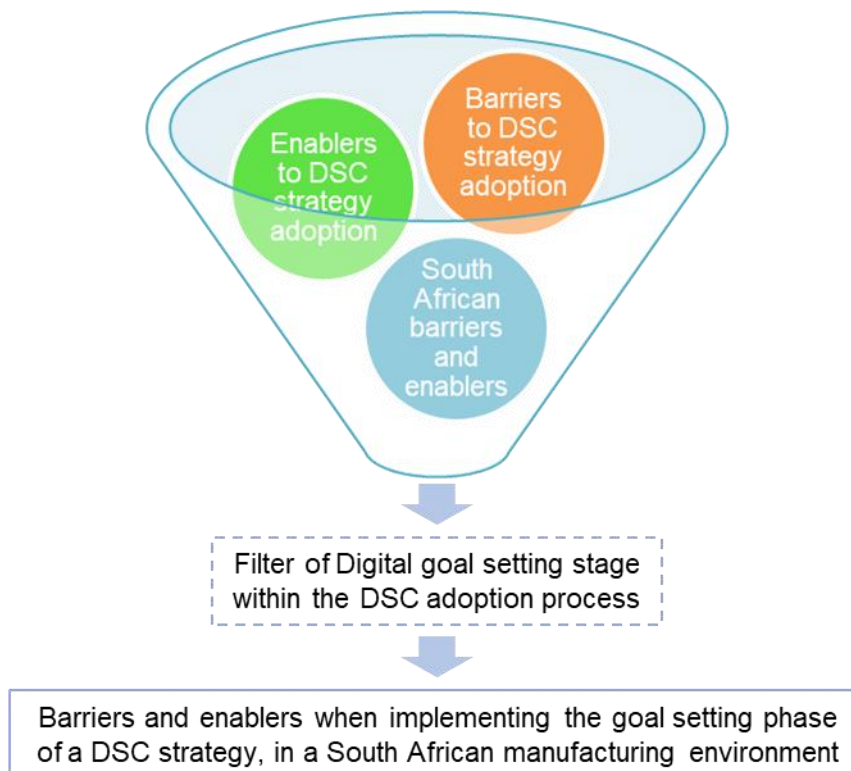 Enablers
to DSC
strategy
adoption
Barriers
to DSC
strategy
adoption
South
African
barriers
and
enablers
Filter of Digital goal setting stage
within the DSC adoption process
Barriers and enablers when implementing the goal setting phase
of a DSC strategy, in a South African manufacturing environment